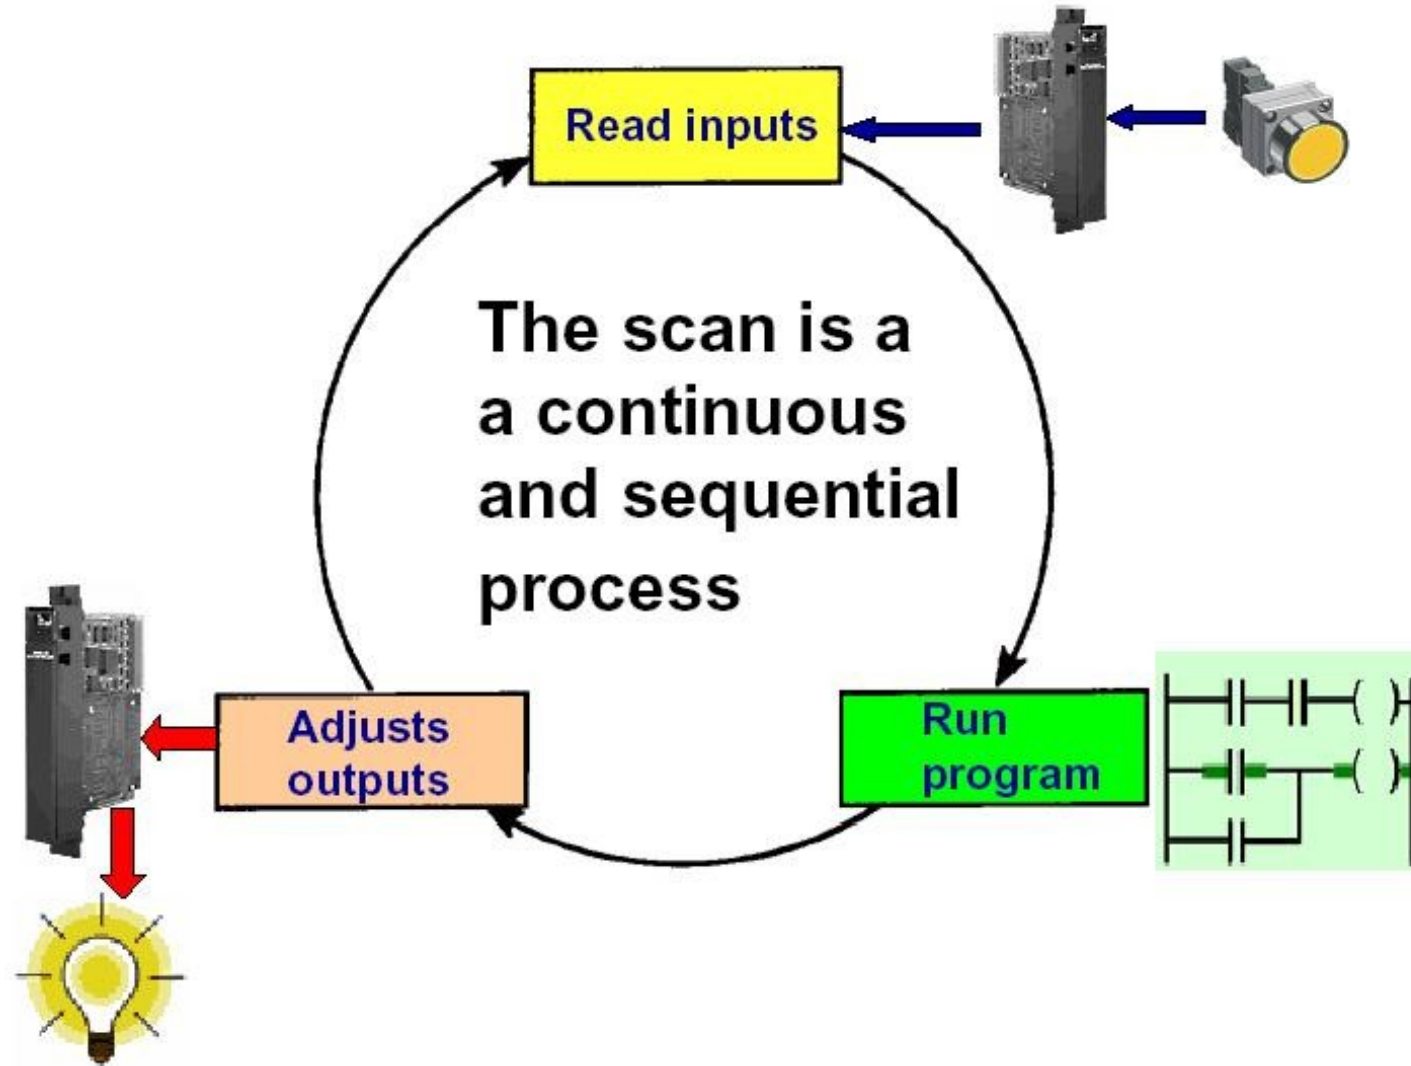 Read inputs
The scan is a
a continuous
and sequential
process
Adjusts
outputs
Run
program